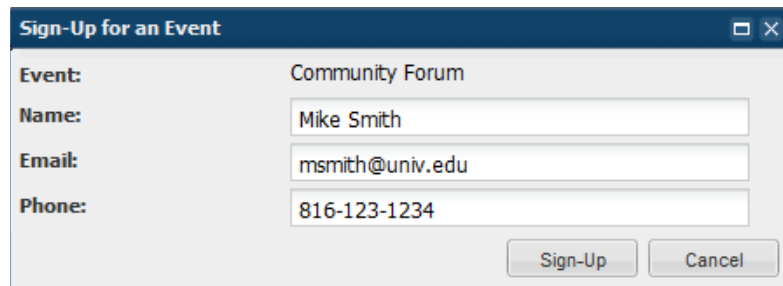 Sign-Up for an Event
Event: Community Forum
Name: Mike Smith
Email: msmith@univ.edu
Phone: 816-123-1234
Sign-Up Cancel